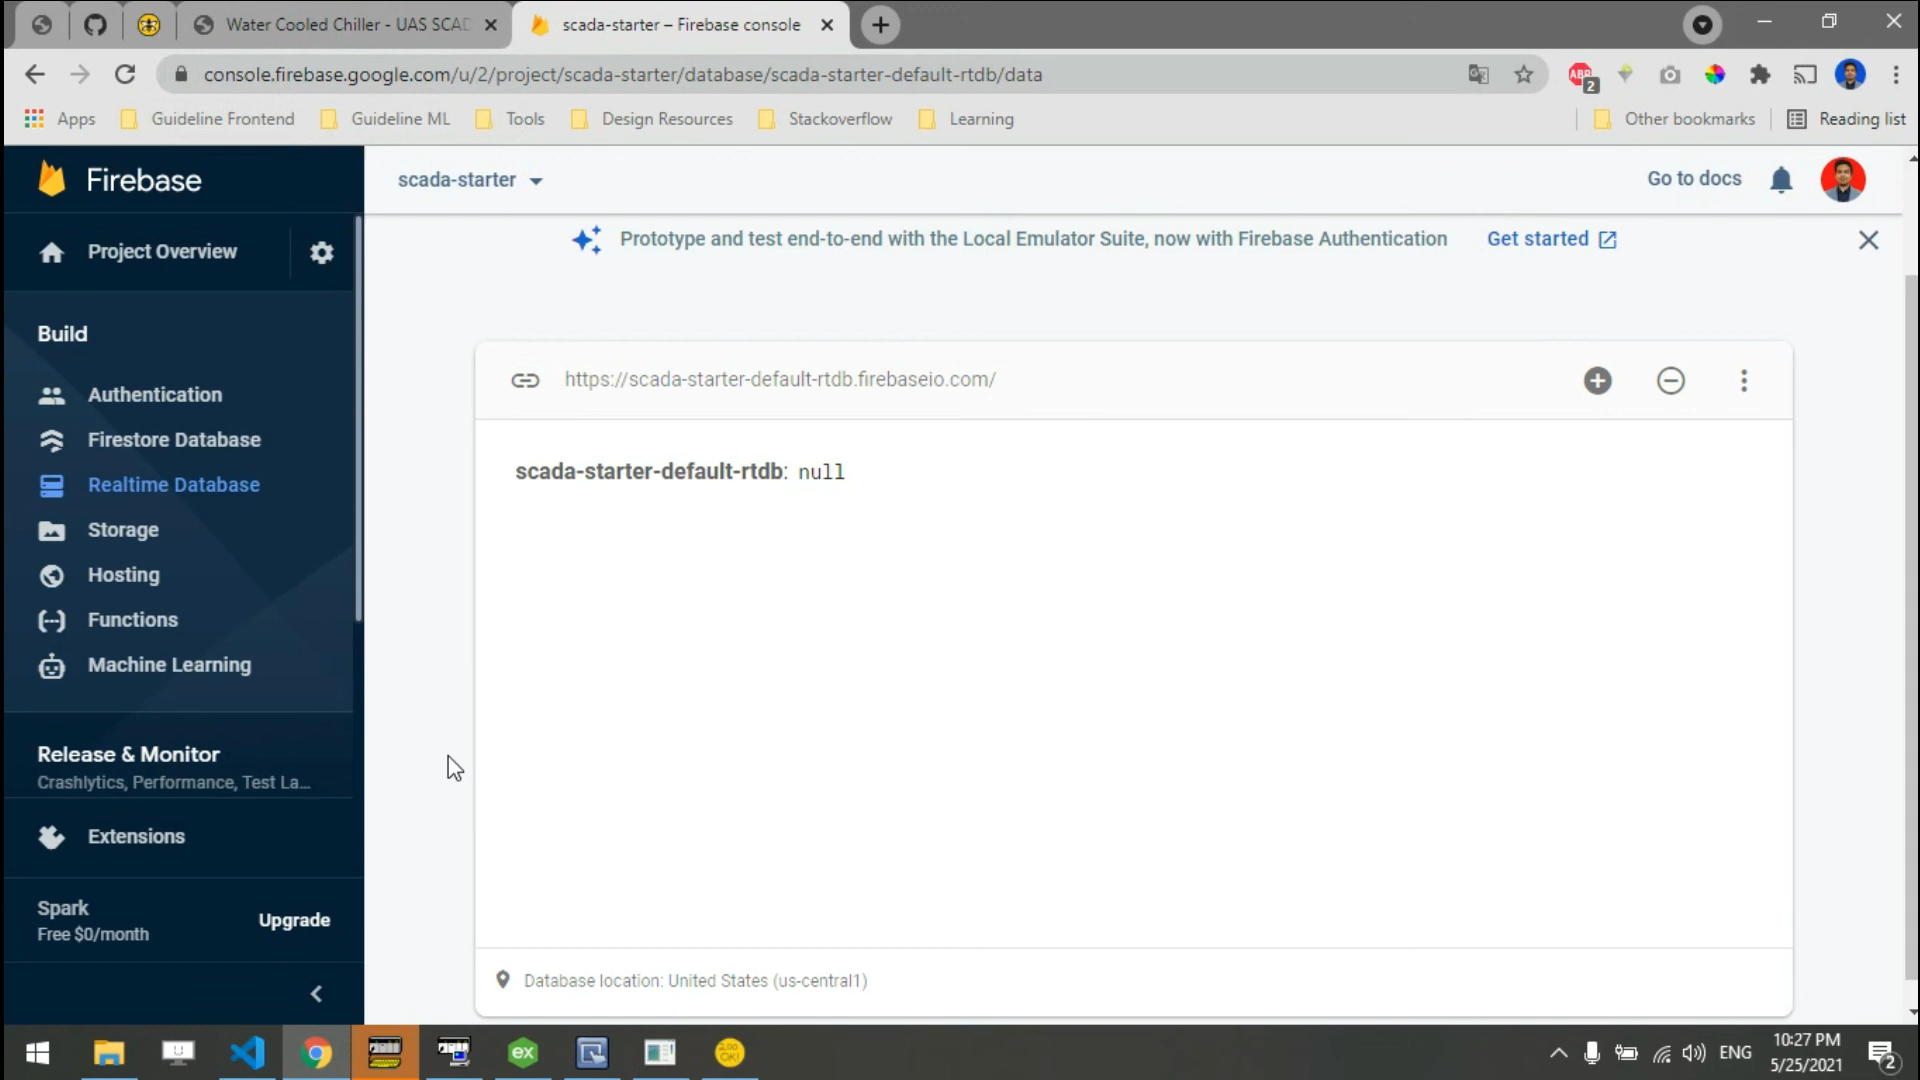 Water Cooled Chiller - UAS SCAD
scada-starter – Firebase console
console.firebase.google.com/u/2/project/scada-starter/database/scada-starter-default-rtdb/data
ABP
2
Apps
Guideline Frontend
Guideline ML
Tools
Design Resources
Stackoverflow
Learning
Other bookmarks
Reading list
Firebase
scada-starter
Go to docs
Project Overview
Prototype and test end-to-end with the Local Emulator Suite, now with Firebase Authentication
Get started
Build
Authentication
Firestore Database
Realtime Database
Storage
Hosting
Functions
Machine Learning
https://scada-starter-default-rtdb.firebaseio.com/
scada-starter-default-rtdb: null
Release & Monitor
Crashlytics, Performance, Test La...
Extensions
Spark
Free $0/month
Upgrade
Database location: United States (us-central1)
ex
OK!
ENG
10:27 PM
5/25/2021
2